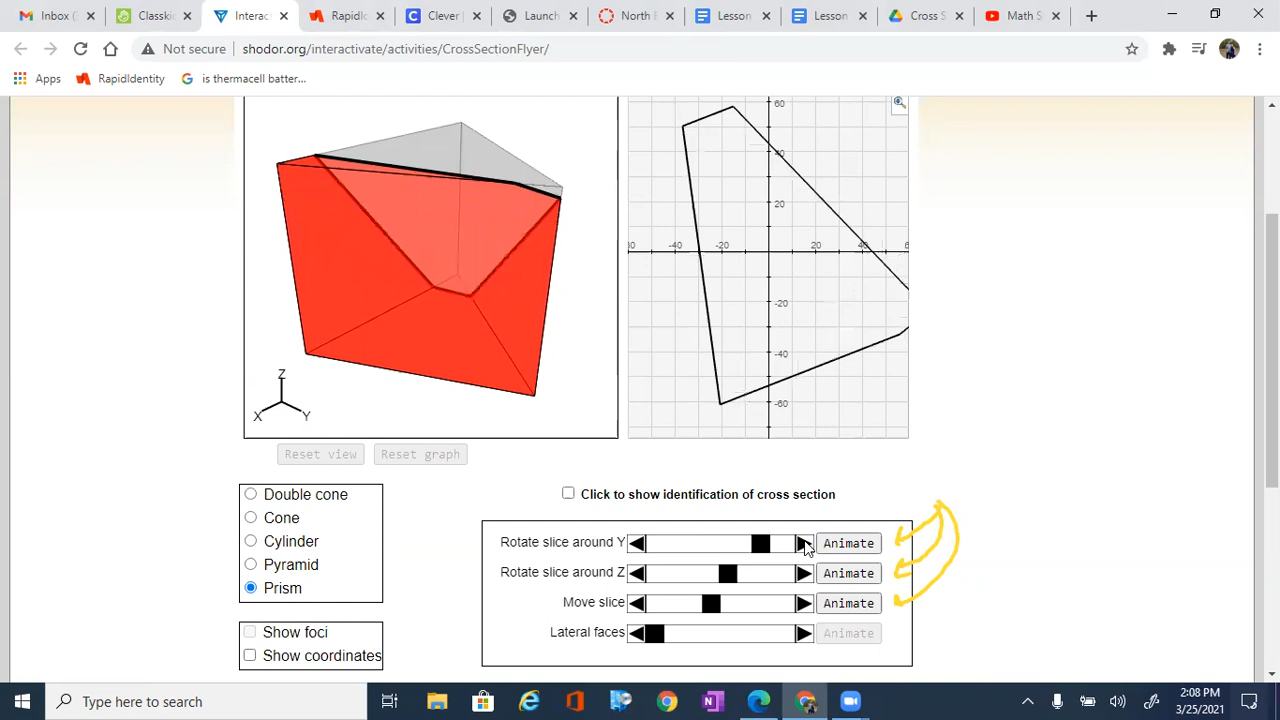 Inbox (
Classki
Interac
RapidI
Clever
Launch
North F
Lesson
Lesson
Cross S
Math S
Not secure shodor.org/interactivate/activities/CrossSectionFlyer/
Apps RapidIdentity is thermacell batter...
Z
X
Y
60
40
20
-40 -20 20 40 6
-20
-40
-60
Reset view Reset graph
Double cone
Cone
Cylinder
Pyramid
Prism
Show foci
Show coordinates
Click to show identification of cross section
Rotate slice around Y Animate
Rotate slice around Z Animate
Move slice Animate
Lateral faces Animate
Type here to search
2:08 PM
3/25/2021